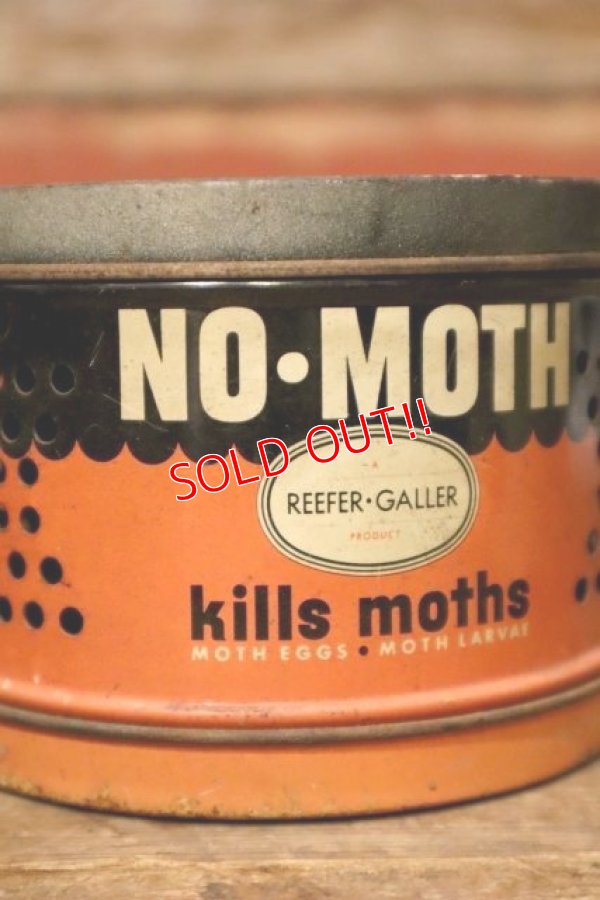 NO•MOTH
SOLD OUT!!
A
REEFER•GALLER
PRODUCT
kills moths
MOTH EGGS • MOTH LARVAE